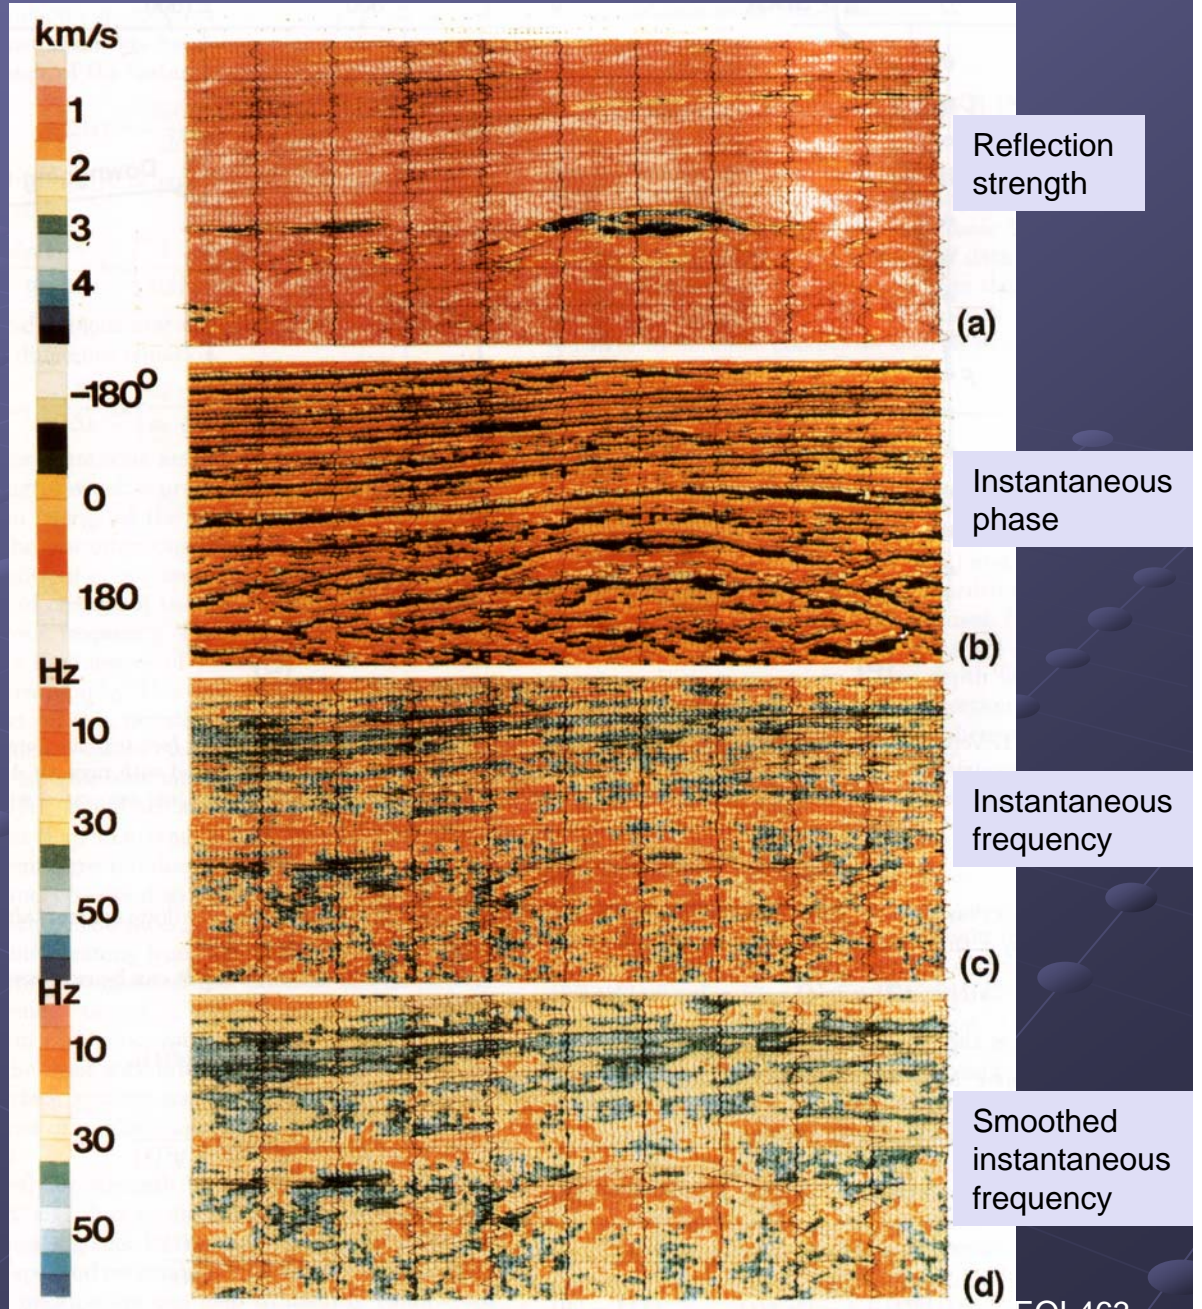 km/s
1
2
3
4
Reflection
strength
(a)
–180°
0
180
Instantaneous
phase
(b)
Hz
10
30
50
Instantaneous
frequency
(c)
Hz
10
30
50
Smoothed
instantaneous
frequency
(d)
463